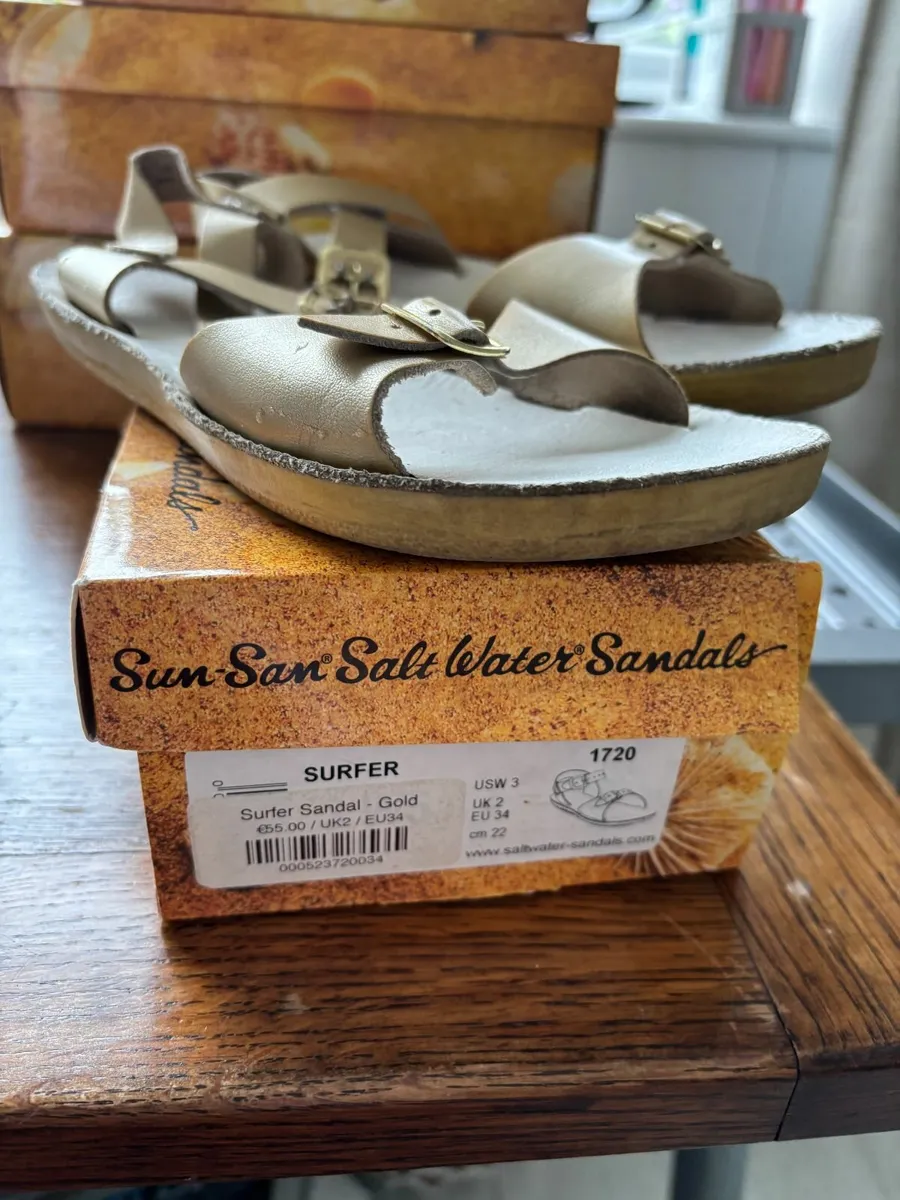 Sandals
Sun-San® Salt Water® Sandals
SURFER
1720
Surfer Sandal - Gold
€55.00 / UK2 / EU34
000523720034
USW 3
UK 2
EU 34
cm 22
www.saltwater-sandals.com